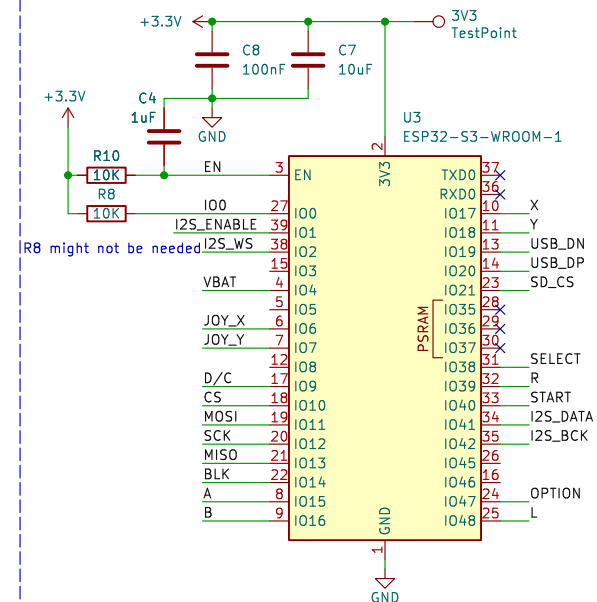 +3.3V
3V3
TestPoint
C8
100nF
C7
10uF
+3.3V
C4
1uF
GND
U3
ESP32-S3-WROOM-1
R10
10K
R8
10K
R8 might not be needed
2
3V3
EN 3 EN
IO0 27 IO0
I2S_ENABLE 39 IO1
I2S_WS 38 IO2
15 IO3
VBAT 4 IO4
5 IO5
JOY_X 6 IO6
JOY_Y 7 IO7
12 IO8
D/C 17 IO9
CS 18 IO10
MOSI 19 IO11
SCK 20 IO12
MISO 21 IO13
BLK 22 IO14
A 8 IO15
B 9 IO16
TXD0 37
RXD0 36
IO17 10 X
IO18 11 Y
IO19 13 USB_DN
IO20 14 USB_DP
IO21 23 SD_CS
PSRAM
IO35 28
IO36 29
IO37 30
IO38 31 SELECT
IO39 32 R
IO40 33 START
IO41 34 I2S_DATA
IO42 35 I2S_BCK
IO45 26
IO46 16
IO47 24 OPTION
IO48 25 L
GND
1
GND